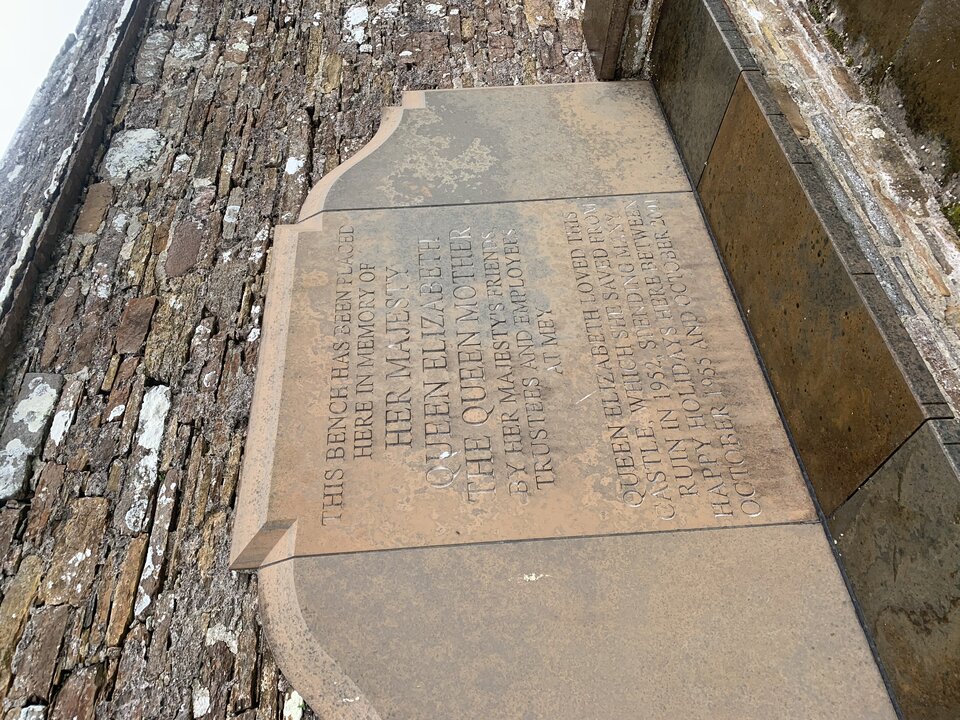 THIS BENCH HAS BEEN PLACED
HERE IN MEMORY OF
HER MAJESTY
QUEEN ELIZABETH
THE QUEEN MOTHER
BY HER MAJESTY'S FRIENDS,
TRUSTEES AND EMPLOYEES
AT MEY
QUEEN ELIZABETH LOVED THIS
CASTLE, WHICH SHE SAVED FROM
RUIN IN 1952, SPENDING MANY
HAPPY HOLIDAYS HERE BETWEEN
OCTOBER 1955 AND OCTOBER 2001